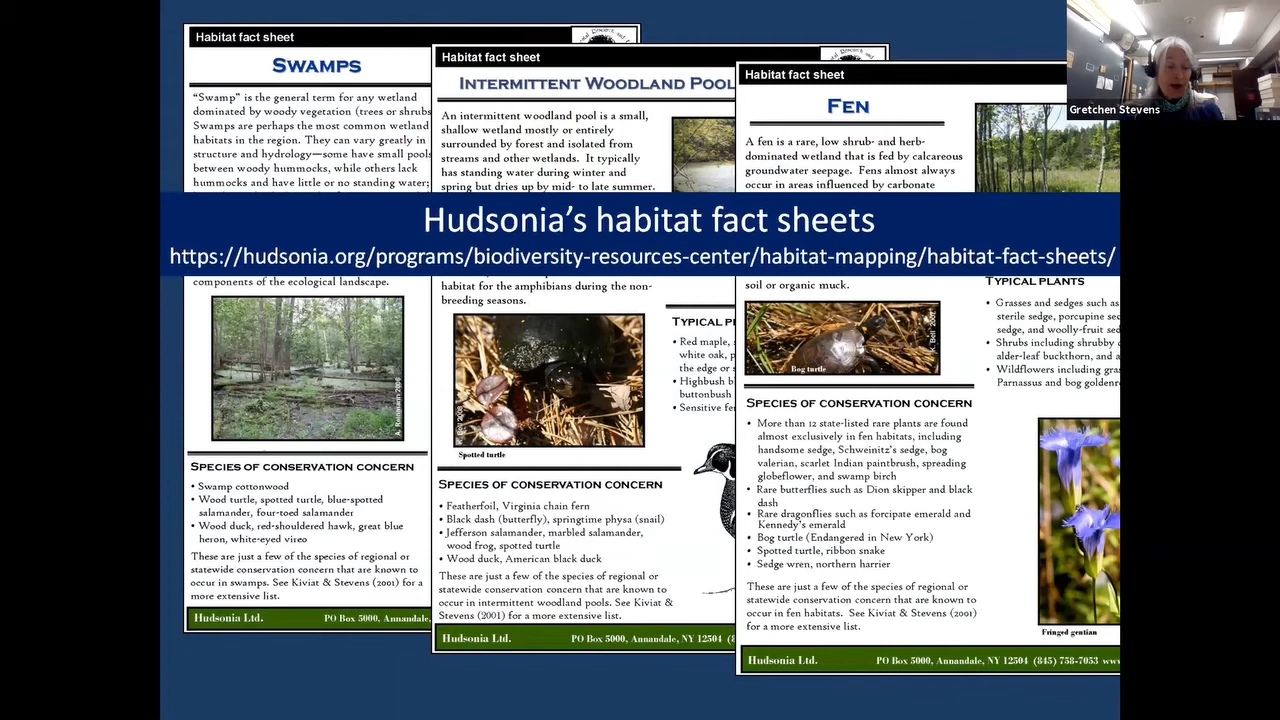 Habitat fact sheet
SWAMPS
"Swamp" is the general term for any wetland
dominated by woody vegetation (trees or shrubs
Swamps are perhaps the most common wetland
habitats in the region. They can vary greatly in
structure and hydrology—some have small pools
between woody hummocks, while others lack
hummocks and have little or no standing water;
components of the ecological landscape.
A. Reinmann 2006
SPECIES OF CONSERVATION CONCERN
• Swamp cottonwood
• Wood turtle, spotted turtle, blue-spotted
salamander, four-toed salamander
• Wood duck, red-shouldered hawk, great blue
heron, white-eyed vireo
These are just a few of the species of regional or
statewide conservation concern that are known to
occur in swamps. See Kiviat & Stevens (2001) for a
more extensive list.
Hudsonia Ltd. PO Box 5000, Annandale,
Habitat fact sheet
INTERMITTENT WOODLAND POOL
An intermittent woodland pool is a small,
shallow wetland mostly or entirely
surrounded by forest and isolated from
streams and other wetlands. It typically
has standing water during winter and
spring but dries up by mid- to late summer.
habitat for the amphibians during the non-
breeding seasons.
Spotted turtle
TYPICAL
• Red maple,
white oak,
the edge or
• Highbush
buttonbush
• Sensitive
SPECIES OF CONSERVATION CONCERN
• Featherfoil, Virginia chain fern
• Black dash (butterfly), springtime physa (snail)
• Jefferson salamander, marbled salamander,
wood frog, spotted turtle
• Wood duck, American black duck
These are just a few of the species of regional or
statewide conservation concern that are known to
occur in intermittent woodland pools. See Kiviat &
Stevens (2001) for a more extensive list.
Hudsonia Ltd. PO Box 5000, Annandale, NY 12504 (8
Habitat fact sheet
FEN
A fen is a rare, low shrub- and herb-
dominated wetland that is fed by calcareous
groundwater seepage. Fens almost always
occur in areas influenced by carbonate
soil or organic muck.
Bog turtle
K. Bell 2007
TYPICAL PLANTS
• Grasses and sedges such as
sterile sedge, porcupine
sedge, and woolly-fruit
• Shrubs including shrubby
alder-leaf buckthorn, and
• Wildflowers including
Parnassus and bog
SPECIES OF CONSERVATION CONCERN
• More than 12 state-listed rare plants are found
almost exclusively in fen habitats, including
handsome sedge, Schweinitz's sedge, bog
valerian, scarlet Indian paintbrush, spreading
globeflower, and swamp birch
• Rare butterflies such as Dion skipper and black
dash
• Rare dragonflies such as forcipate emerald and
Kennedy's emerald
• Bog turtle (Endangered in New York)
• Spotted turtle, ribbon snake
• Sedge wren, northern harrier
These are just a few of the species of regional or
statewide conservation concern that are known to
occur in fen habitats. See Kiviat & Stevens (2001)
for a more extensive list.
Fringed gentian
Hudsonia Ltd. PO Box 5000, Annandale, NY 12504 (845) 758-7053 www
Hudsonia's habitat fact sheets
https://hudsonia.org/programs/biodiversity-resources-center/habitat-mapping/habitat-fact-sheets/
Gretchen Stevens